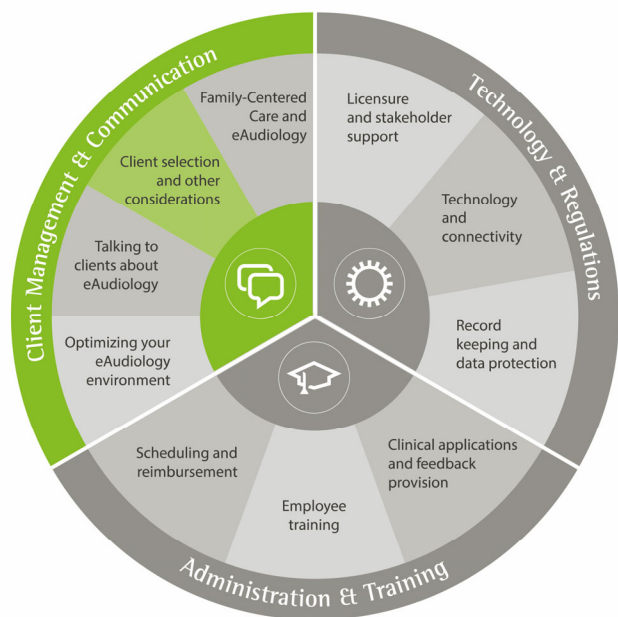 Client Management & Communication
Family-Centered
Care and
eAudiology
Client selection
and other
considerations
Talking to
clients about
eAudiology
Optimizing your
eAudiology
environment
Technology & Regulations
Licensure
and stakeholder
support
Technology
and
connectivity
Record
keeping and
data protection
Administration & Training
Clinical applications
and feedback
provision
Employee
training
Scheduling and
reimbursement